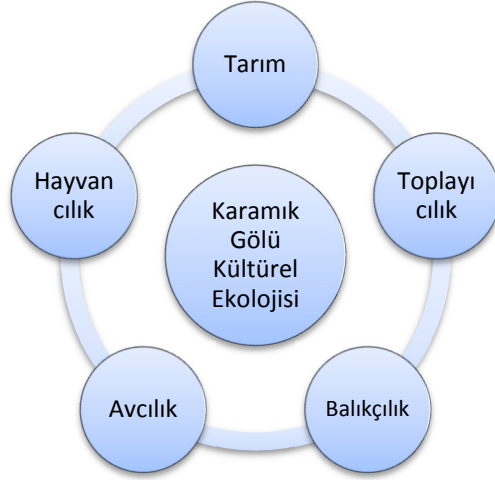 Tarım
Hayvan
cılık
Toplayı
cılık
Karamık
Gölü
Kültürel
Ekolojisi
Avcılık
Balıkçılık